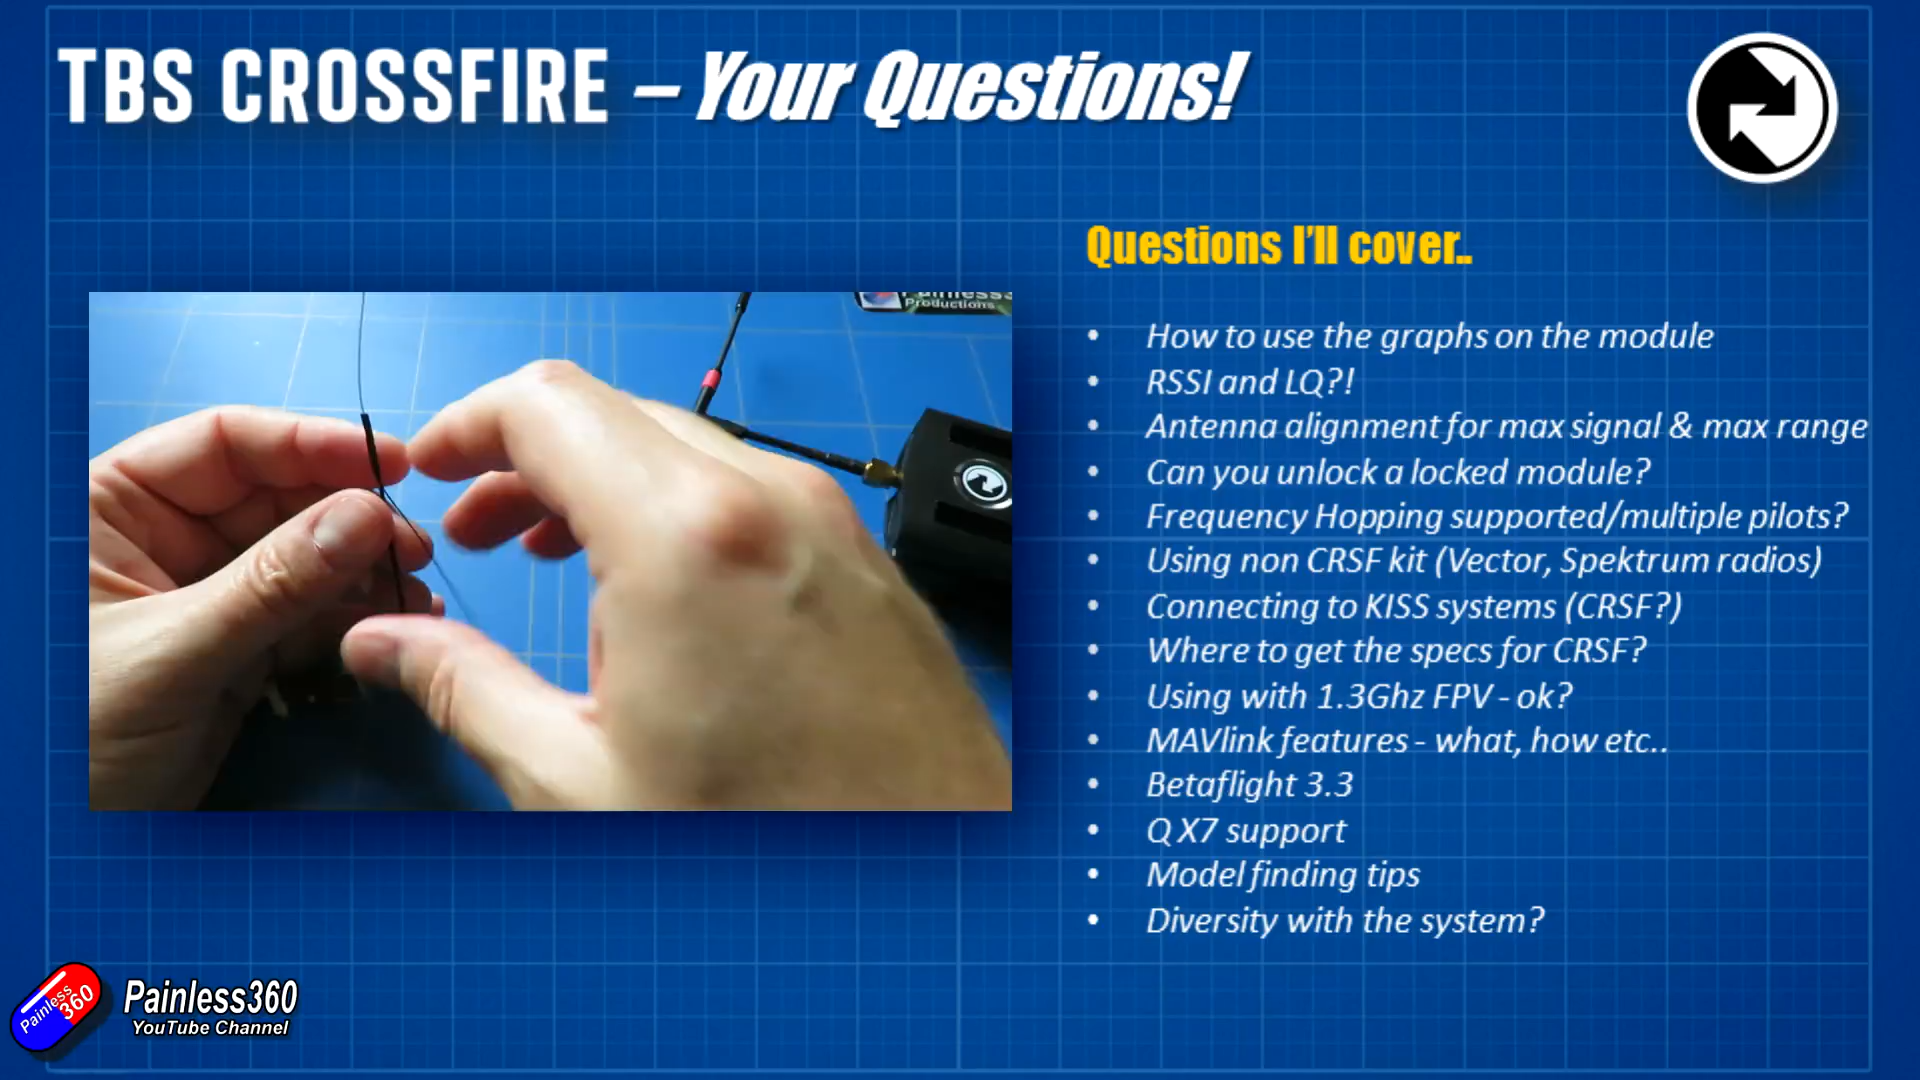 TBS CROSSFIRE – Your Questions!
Questions I'll cover..
Productions
• How to use the graphs on the module
• RSSI and LQ?!
• Antenna alignment for max signal & max range
• Can you unlock a locked module?
• Frequency Hopping supported/multiple pilots?
• Using non CRSF kit (Vector, Spektrum radios)
• Connecting to KISS systems (CRSF?)
• Where to get the specs for CRSF?
• Using with 1.3Ghz FPV - ok?
• MAVlink features - what, how etc..
• Betaflight 3.3
• Q X7 support
• Model finding tips
• Diversity with the system?
Painless
360
Painless360
YouTube Channel